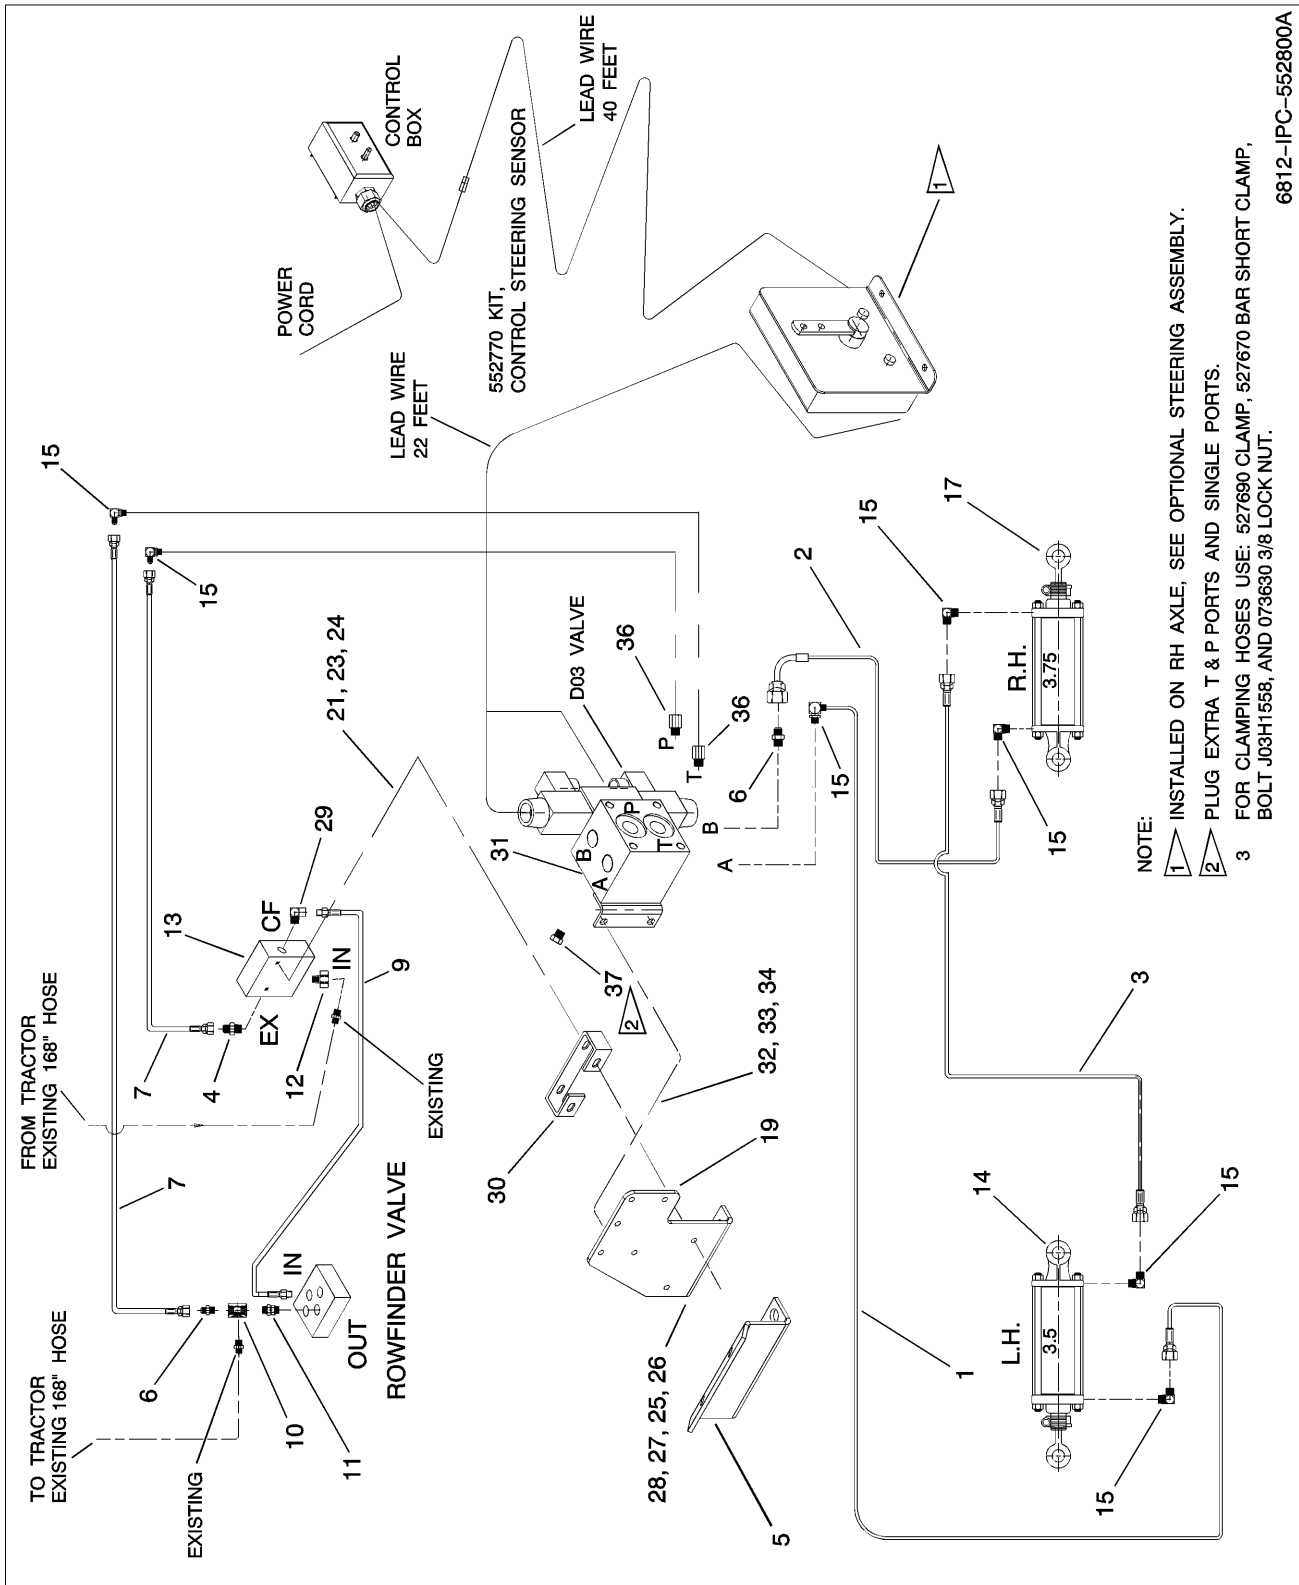 TO TRACTOR
EXISTING 168" HOSE
FROM TRACTOR
EXISTING 168" HOSE
EXISTING
6
10
11
7
7
4
12
EX
13
CF
IN
29
9
EXISTING
IN
OUT
ROWFINDER VALVE
15
15
21, 23, 24
LEAD WIRE
22 FEET
POWER
CORD
CONTROL
BOX
552770 KIT,
CONTROL STEERING SENSOR
LEAD WIRE
40 FEET
1
D03 VALVE
36
36
P
T
31
B
A
P
T
B
A
6
15
37
2
30
32, 33, 34
19
28, 27, 25, 26
5
2
15
17
R.H.
3.75
15
3
14
L.H.
3.5
15
15
1
NOTE:
1 INSTALLED ON RH AXLE, SEE OPTIONAL STEERING ASSEMBLY.
2 PLUG EXTRA T & P PORTS AND SINGLE PORTS.
3 FOR CLAMPING HOSES USE: 527690 CLAMP, 527670 BAR SHORT CLAMP,
BOLT J03H1558, AND 073630 3/8 LOCK NUT.
6812-IPC-552800A